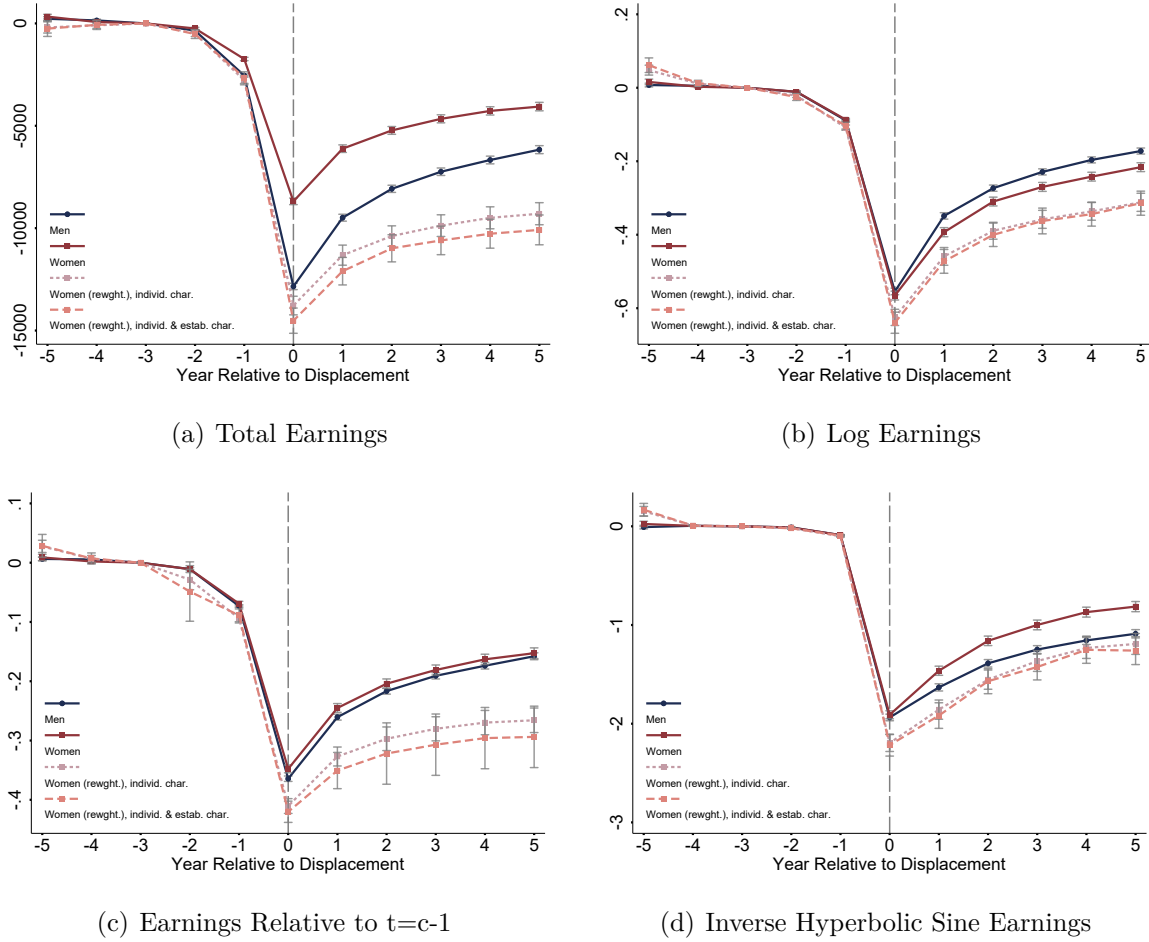 0
-5000
-10000
-15000
Men
Women
Women (rewght.), individ. char.
Women (rewght.), individ. & estab. char.
-5 -4 -3 -2 -1 0 1 2 3 4 5
Year Relative to Displacement
(a) Total Earnings
.2
0
-.2
-.4
-.6
Men
Women
Women (rewght.), individ. char.
Women (rewght.), individ. & estab. char.
-5 -4 -3 -2 -1 0 1 2 3 4 5
Year Relative to Displacement
(b) Log Earnings
.1
0
-.1
-.2
-.3
-.4
Men
Women
Women (rewght.), individ. char.
Women (rewght.), individ. & estab. char.
-5 -4 -3 -2 -1 0 1 2 3 4 5
Year Relative to Displacement
(c) Earnings Relative to t=c-1
0
-1
-2
-3
Men
Women
Women (rewght.), individ. char.
Women (rewght.), individ. & estab. char.
-5 -4 -3 -2 -1 0 1 2 3 4 5
Year Relative to Displacement
(d) Inverse Hyperbolic Sine Earnings